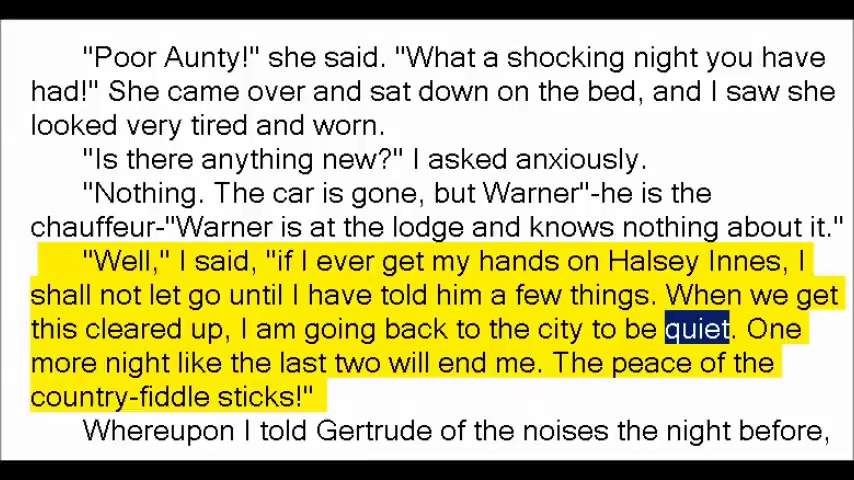 "Poor Aunty!" she said. "What a shocking night you have
had!" She came over and sat down on the bed, and I saw she
looked very tired and worn.
"Is there anything new?" I asked anxiously.
"Nothing. The car is gone, but Warner"-he is the
chauffeur-"Warner is at the lodge and knows nothing about it."
"Well," I said, "if I ever get my hands on Halsey Innes, I
shall not let go until I have told him a few things. When we get
this cleared up, I am going back to the city to be quiet. One
more night like the last two will end me. The peace of the
country-fiddle sticks!"
Whereupon I told Gertrude of the noises the night before,